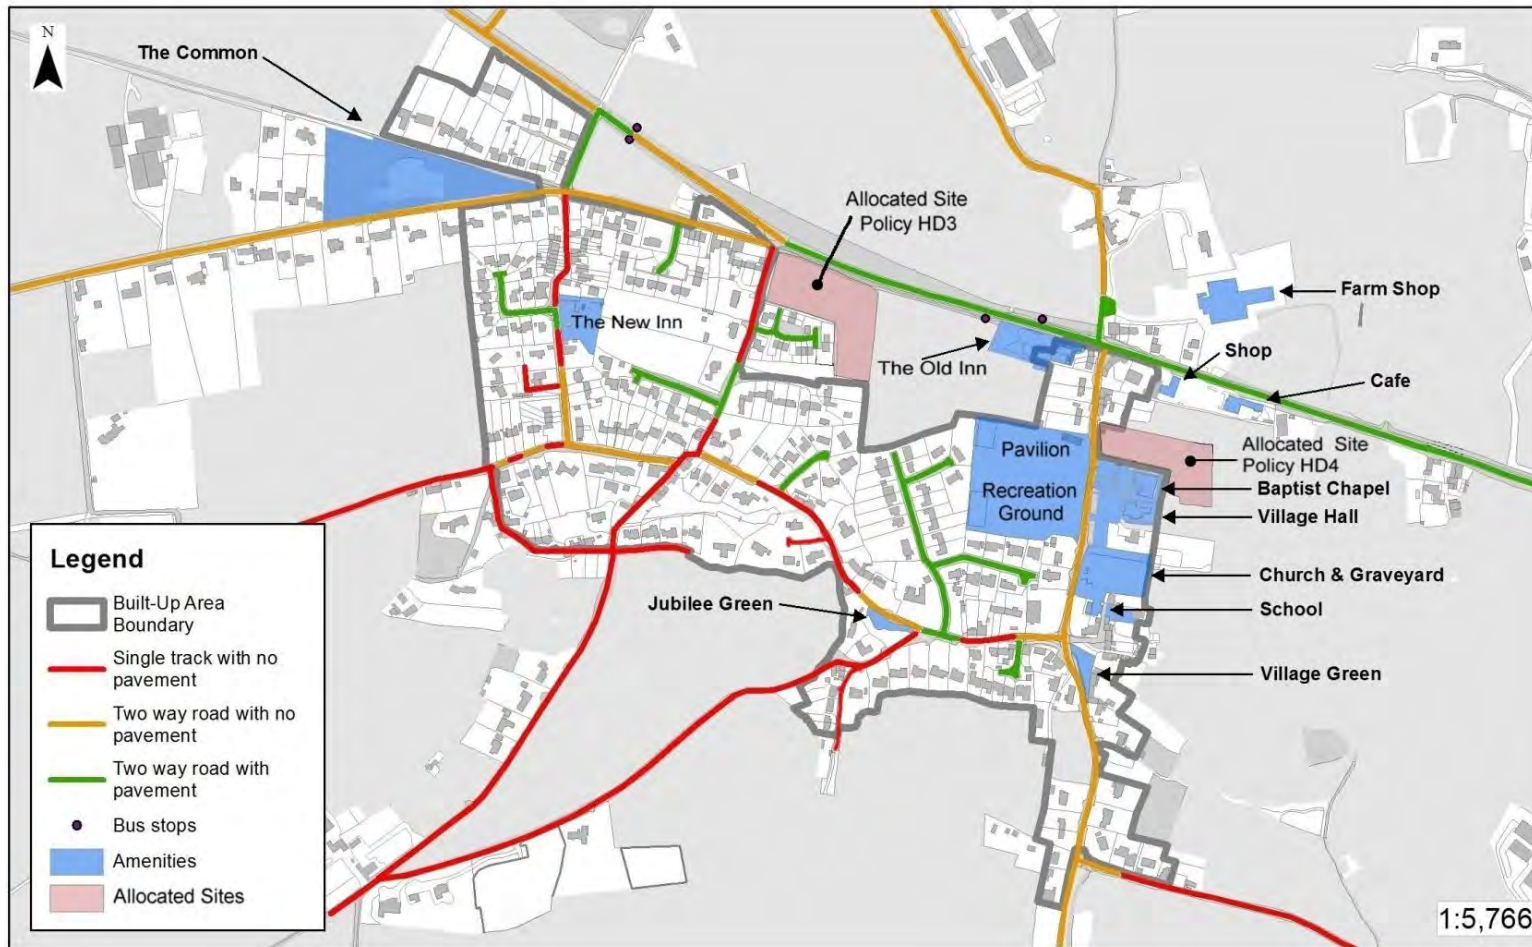 N
The Common
Allocated Site
Policy HD3
Farm Shop
The New Inn
Shop
The Old Inn
Cafe
Pavilion
Allocated Site
Policy HD4
Recreation
Ground
Baptist Chapel
Village Hall
Church & Graveyard
Jubilee Green
School
Village Green
Legend
Built-Up Area
Boundary
Single track with no
pavement
Two way road with no
pavement
Two way road with
pavement
Bus stops
Amenities
Allocated Sites
1:5,766